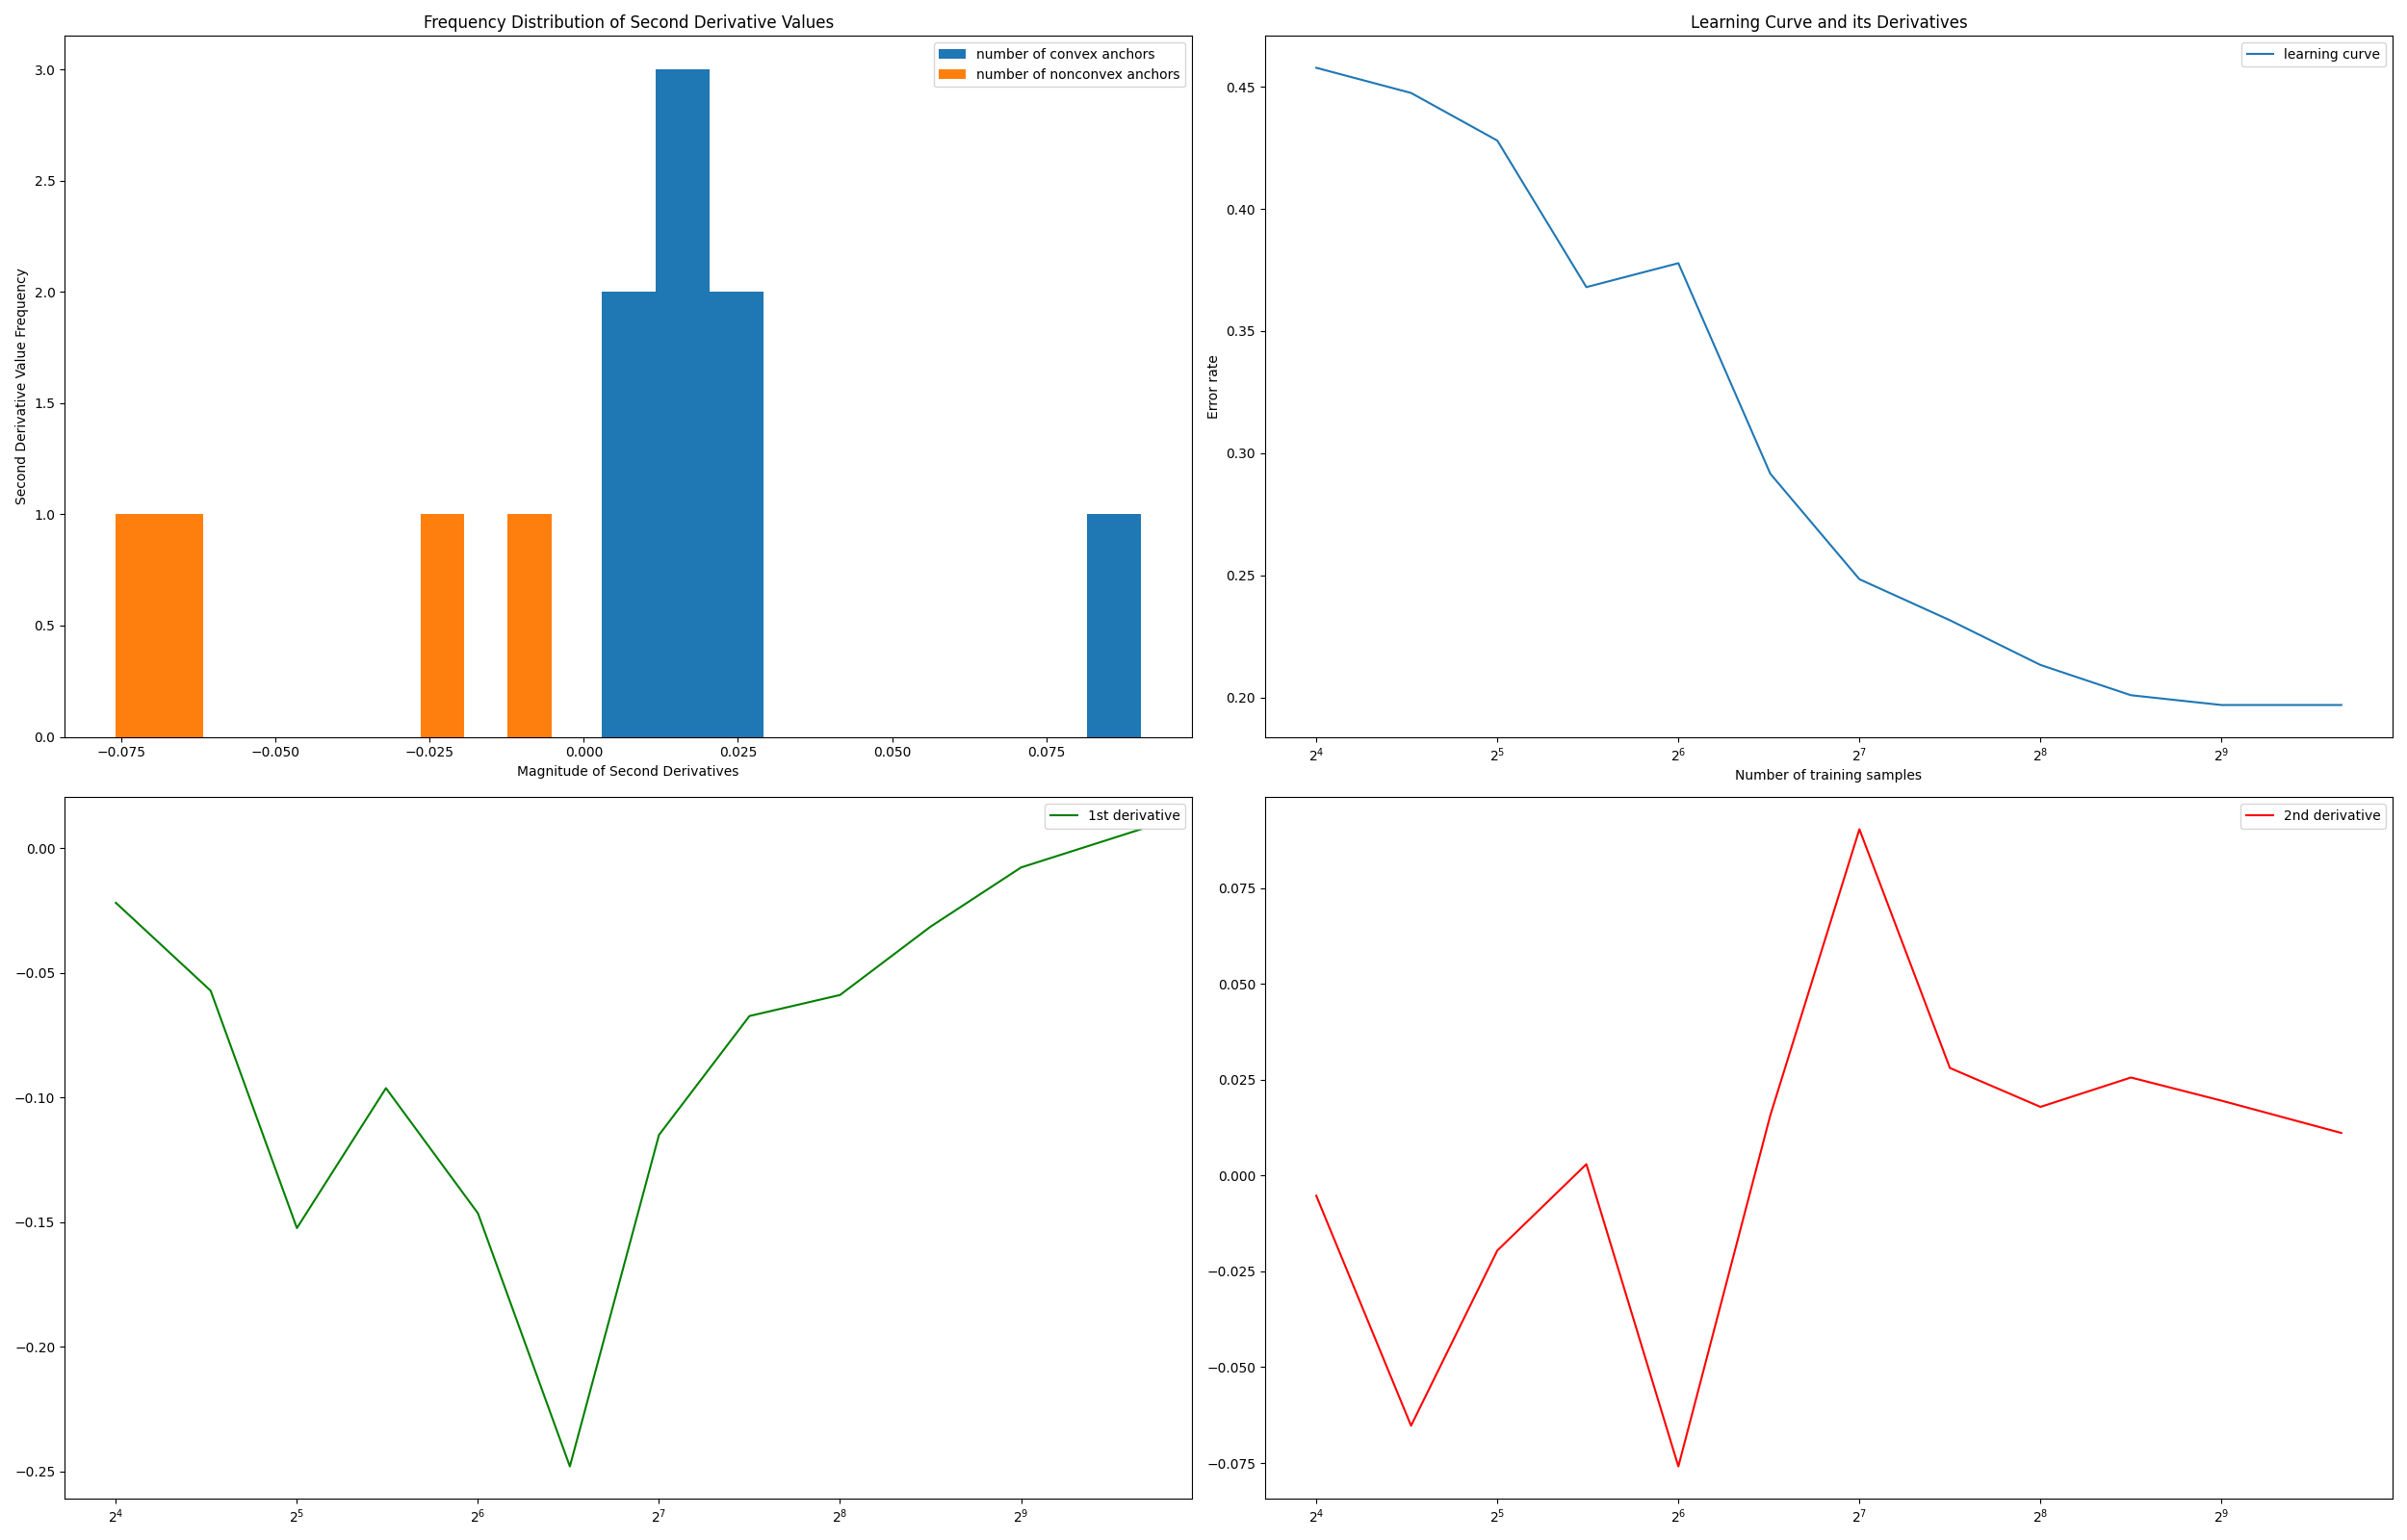 Frequency Distribution of Second Derivative Values
number of convex anchors
number of nonconvex anchors
Second Derivative Value Frequency
3.0
2.5
2.0
1.5
1.0
0.5
0.0
−0.075 −0.050 −0.025 0.000 0.025 0.050 0.075
Magnitude of Second Derivatives
Learning Curve and its Derivatives
learning curve
Error rate
0.45
0.40
0.35
0.30
0.25
0.20
2⁴ 2⁵ 2⁶ 2⁷ 2⁸ 2⁹
Number of training samples
1st derivative
0.00
−0.05
−0.10
−0.15
−0.20
−0.25
2⁴ 2⁵ 2⁶ 2⁷ 2⁸ 2⁹
2nd derivative
0.075
0.050
0.025
0.000
−0.025
−0.050
−0.075
2⁴ 2⁵ 2⁶ 2⁷ 2⁸ 2⁹